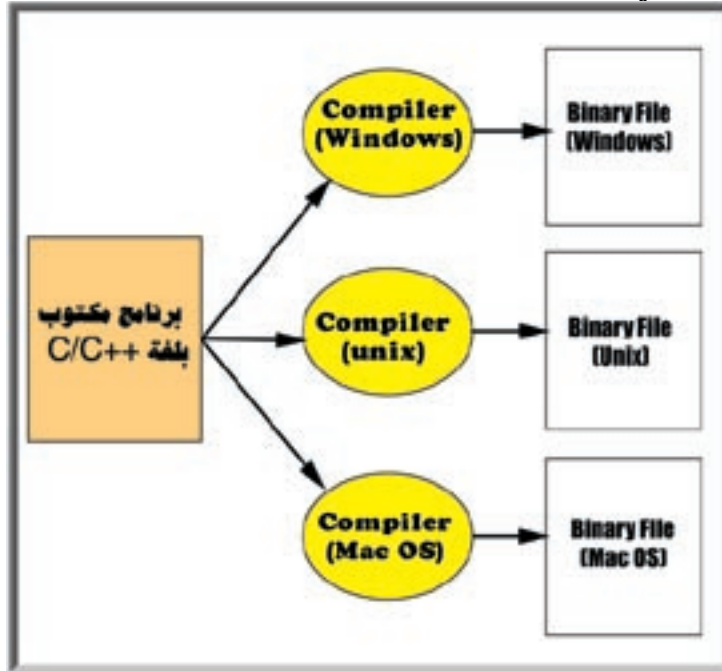 برنامج مكتوب
بلغة C/C++
Compiler
(Windows)
Binary File
(Windows)
Compiler
(unix)
Binary File
(Unix)
Compiler
(Mac OS)
Binary File
(Mac OS)